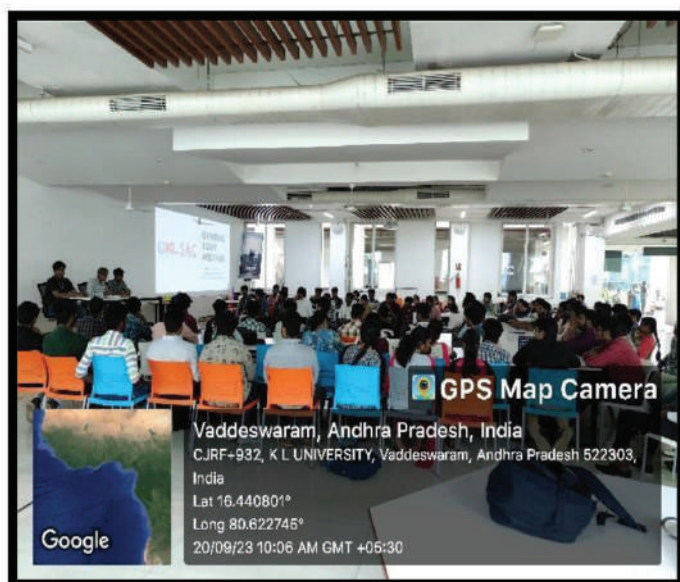 GPS Map Camera
Vaddeswaram, Andhra Pradesh, India
CJRF+932, K L UNIVERSITY, Vaddeswaram, Andhra Pradesh 522303,
India
Lat 16.440801°
Long 80.622745°
20/09/23 10:06 AM GMT +05:30
Google